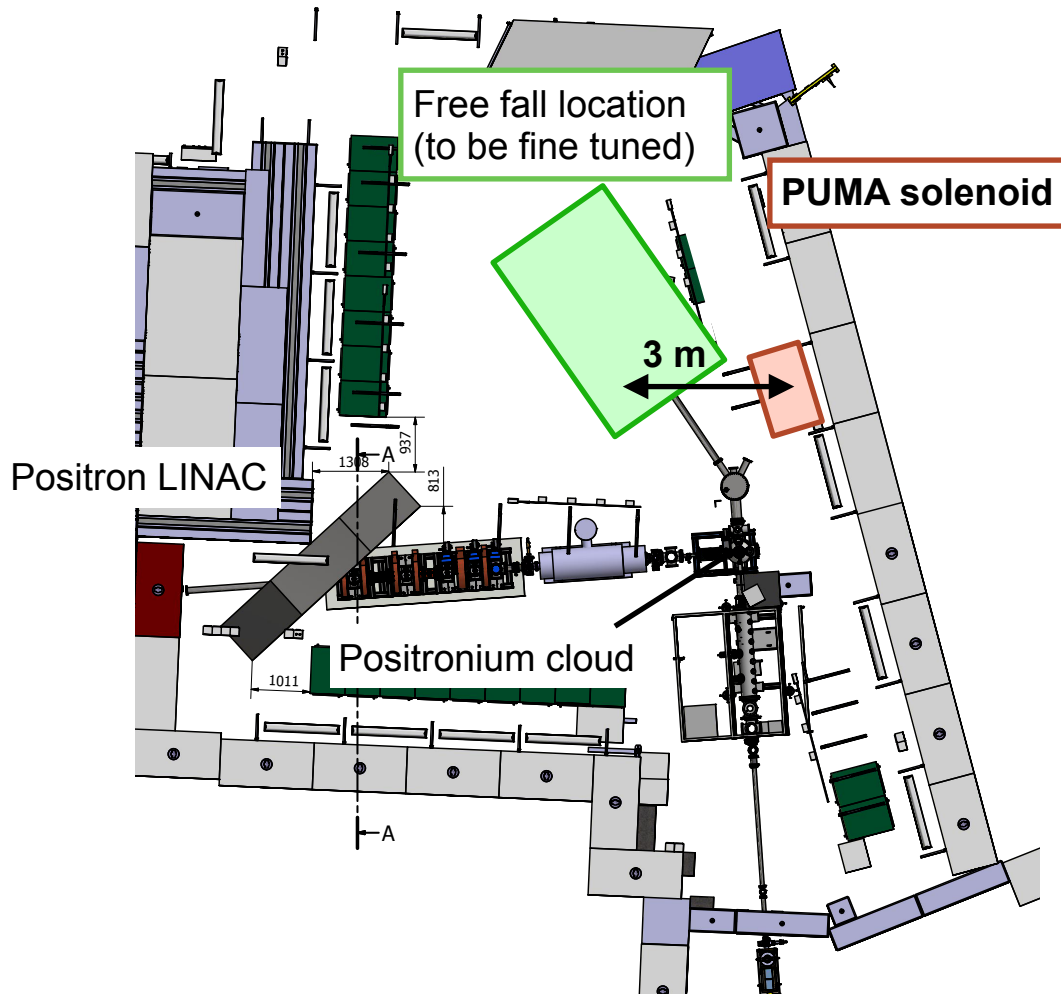 Free fall location
(to be fine tuned)
PUMA solenoid
3 m
937
A
1308
813
Positron LINAC
Positronium cloud
1011
A